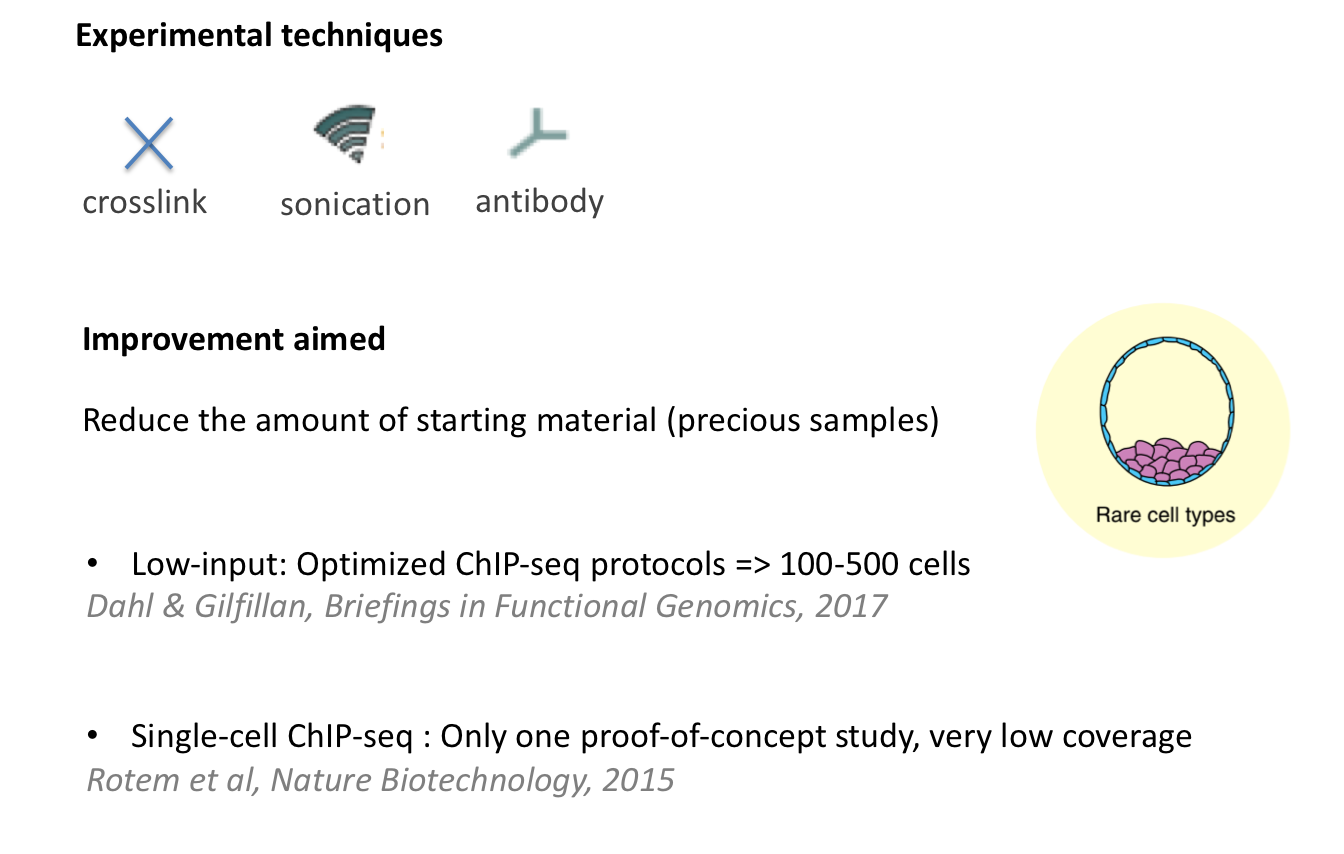 Experimental techniques
crosslink sonication antibody
Improvement aimed
Reduce the amount of starting material (precious samples)
Rare cell types
• Low-input: Optimized ChIP-seq protocols => 100-500 cells
Dahl & Gilfillan, Briefings in Functional Genomics, 2017
• Single-cell ChIP-seq : Only one proof-of-concept study, very low coverage
Rotem et al, Nature Biotechnology, 2015